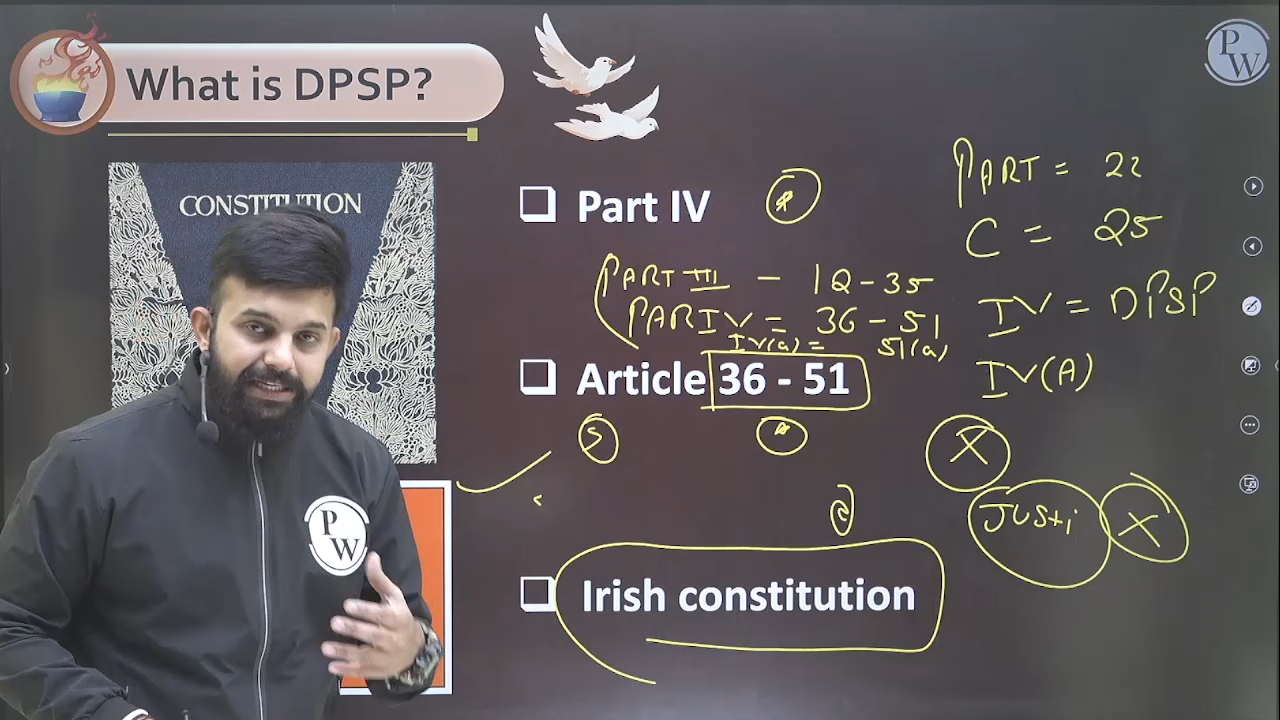 What is DPSP?
PW
CONSTITUTION
Part IV
PART = 22
C = 25
PART III - 12-35
PART IV = 36-51
IV(a) = 51(a)
IV = DPSP
IV(A)
Article 36 - 51
X
Justi X
Irish constitution
PW